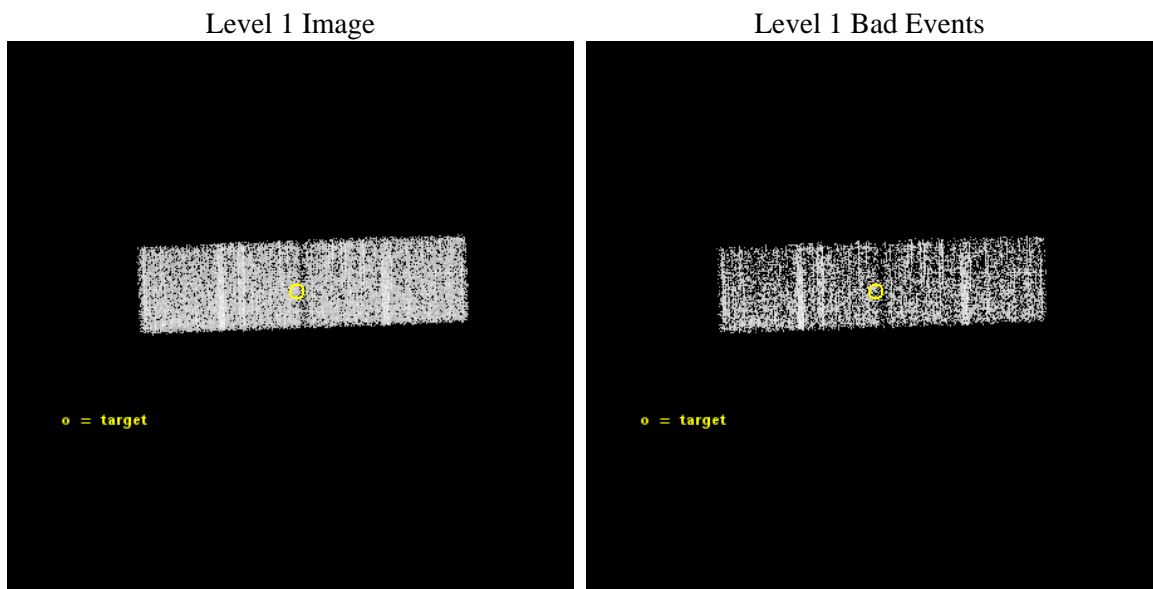 Level 1 Image
Level 1 Bad Events
o = target
o = target